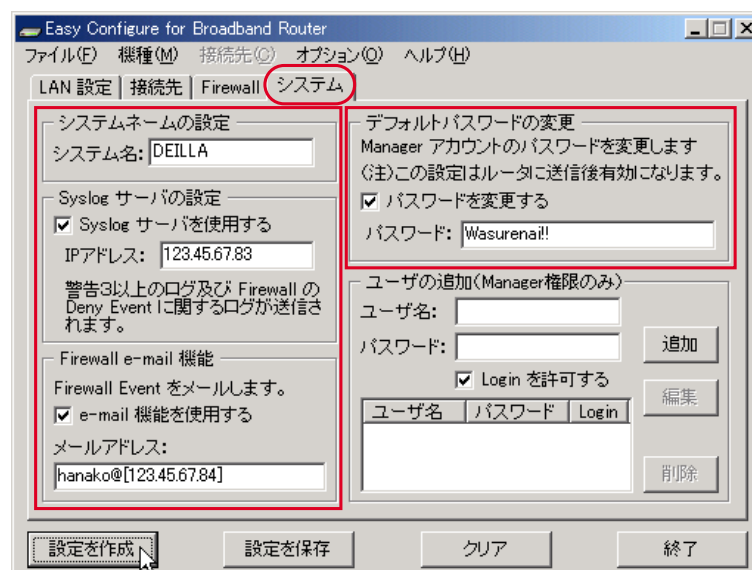 Easy Configure for Broadband Router
ファイル(F) 機種(M) 接続先(C) オプション(O) ヘルプ(H)
LAN 設定 接続先 Firewall システム
システムネームの設定
システム名: DEILLA
Syslog サーバの設定
Syslog サーバを使用する
IPアドレス: 123.45.67.83
警告3以上のログ及び Firewall の
Deny Event に関するログが送信さ
れます。
Firewall e-mail 機能
Firewall Event をメールします。
e-mail 機能を使用する
メールアドレス:
hanako@[123.45.67.84]
デフォルトパスワードの変更
Manager アカウントのパスワードを変更します
(注)この設定はルータに送信後有効になります。
パスワードを変更する
パスワード: Wasurenai!!
ユーザの追加(Manager権限のみ)
ユーザ名:
パスワード:
追加
Login を許可する
編集
ユーザ名 パスワード Login
削除
設定を作成 設定を保存 クリア 終了